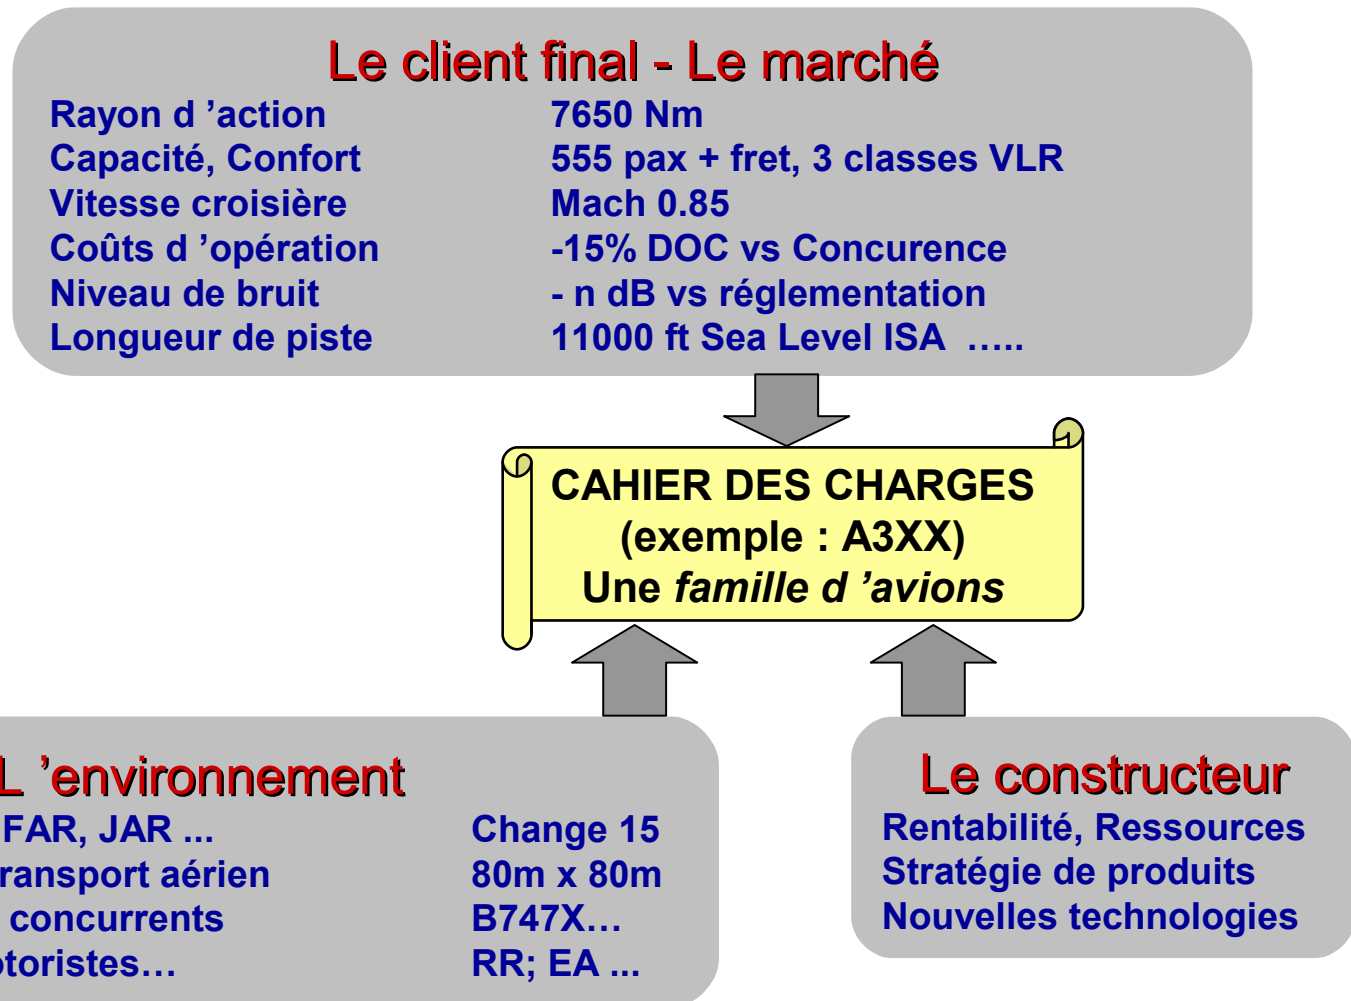 Le client final - Le marché
Rayon d ’action 7650 Nm
Capacité, Confort 555 pax + fret, 3 classes VLR
Vitesse croisière Mach 0.85
Coûts d ’opération -15% DOC vs Concurence
Niveau de bruit - n dB vs réglementation
Longueur de piste 11000 ft Sea Level ISA …..
CAHIER DES CHARGES
(exemple : A3XX)
Une famille d ’avions
L ’environnement
FAR, JAR ... Change 15
ransport aérien 80m x 80m
concurrents B747X…
toristes… RR; EA ...
Le constructeur
Rentabilité, Ressources
Stratégie de produits
Nouvelles technologies